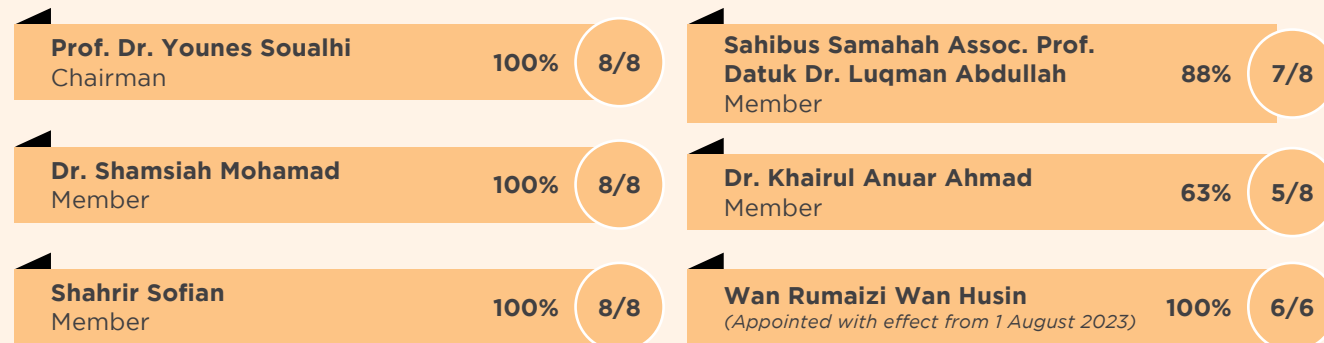 Prof. Dr. Younes Soualhi
Chairman
100%
8/8
Dr. Shamsiah Mohamad
Member
100%
8/8
Shahrir Sofian
Member
100%
8/8
Sahibus Samahah Assoc. Prof.
Datuk Dr. Luqman Abdullah
Member
88%
7/8
Dr. Khairul Anuar Ahmad
Member
63%
5/8
Wan Rumaizi Wan Husin
(Appointed with effect from 1 August 2023)
100%
6/6